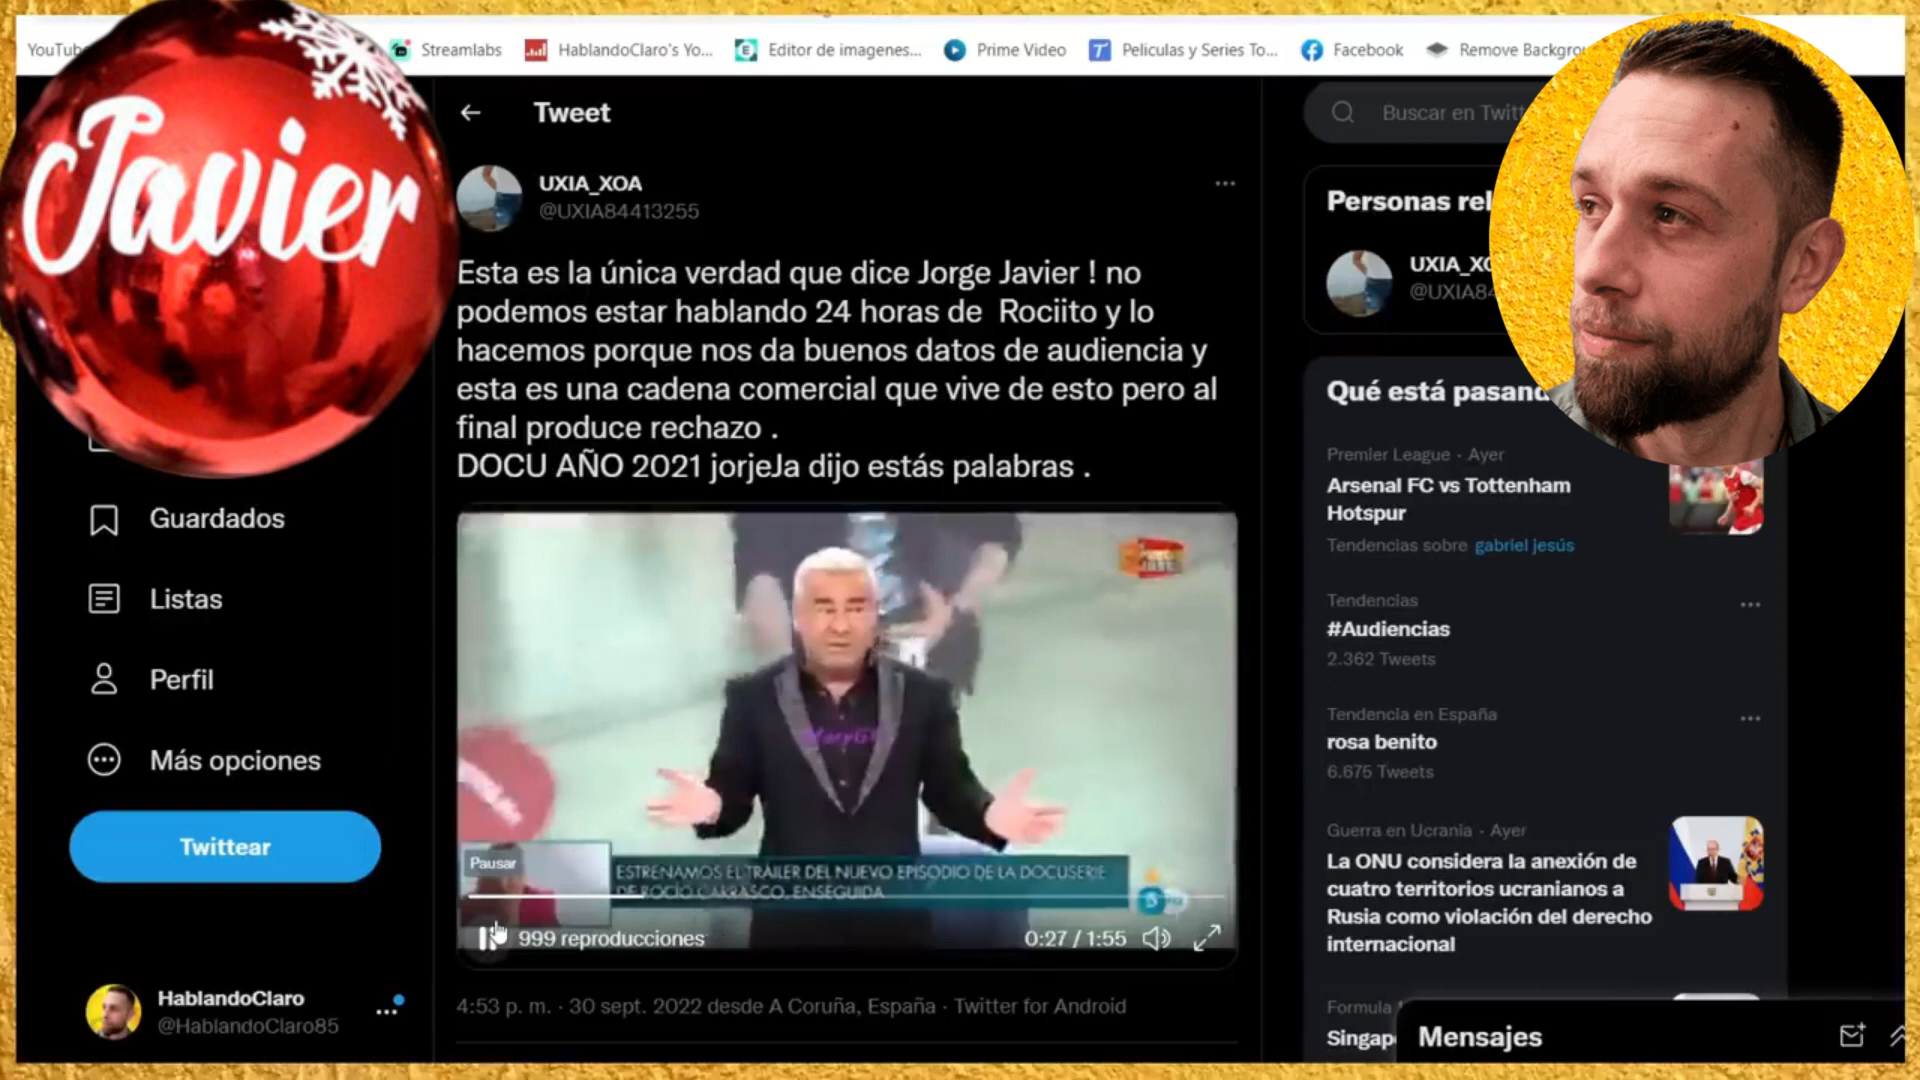 YouTube
Streamlabs
HablandoClaro's Yo...
Editor de imagenes...
Prime Video
Peliculas y Series To...
Facebook
Remove Backgrou
Javier
Tweet
Buscar en Twitt
UXIA_XOA
@UXIA84413255
Esta es la única verdad que dice Jorge Javier ! no
podemos estar hablando 24 horas de Rociito y lo
hacemos porque nos da buenos datos de audiencia y
esta es una cadena comercial que vive de esto pero al
final produce rechazo .
DOCU AÑO 2021 jorjeJa dijo estás palabras .
Guardados
Listas
Perfil
Más opciones
Twittear
HablandoClaro
@HablandoClaro85
Pausar
ESTRENAMOS EL TRÁILER DEL NUEVO EPISODIO DE LA DOCUSERIE
DE ROCÍO CARRASCO, ENSEGUIDA
999 reproducciones
0:27 / 1:55
4:53 p. m. · 30 sept. 2022 desde A Coruña, España · Twitter for Android
Personas rel
UXIA_XO
@UXIA84
Qué está pasand
Premier League · Ayer
Arsenal FC vs Tottenham
Hotspur
Tendencias sobre gabriel jesús
Tendencias
#Audiencias
2.362 Tweets
Tendencia en España
rosa benito
6.675 Tweets
Guerra en Ucrania · Ayer
La ONU considera la anexión de
cuatro territorios ucranianos a
Rusia como violación del derecho
internacional
Formula 1
Singap
Mensajes